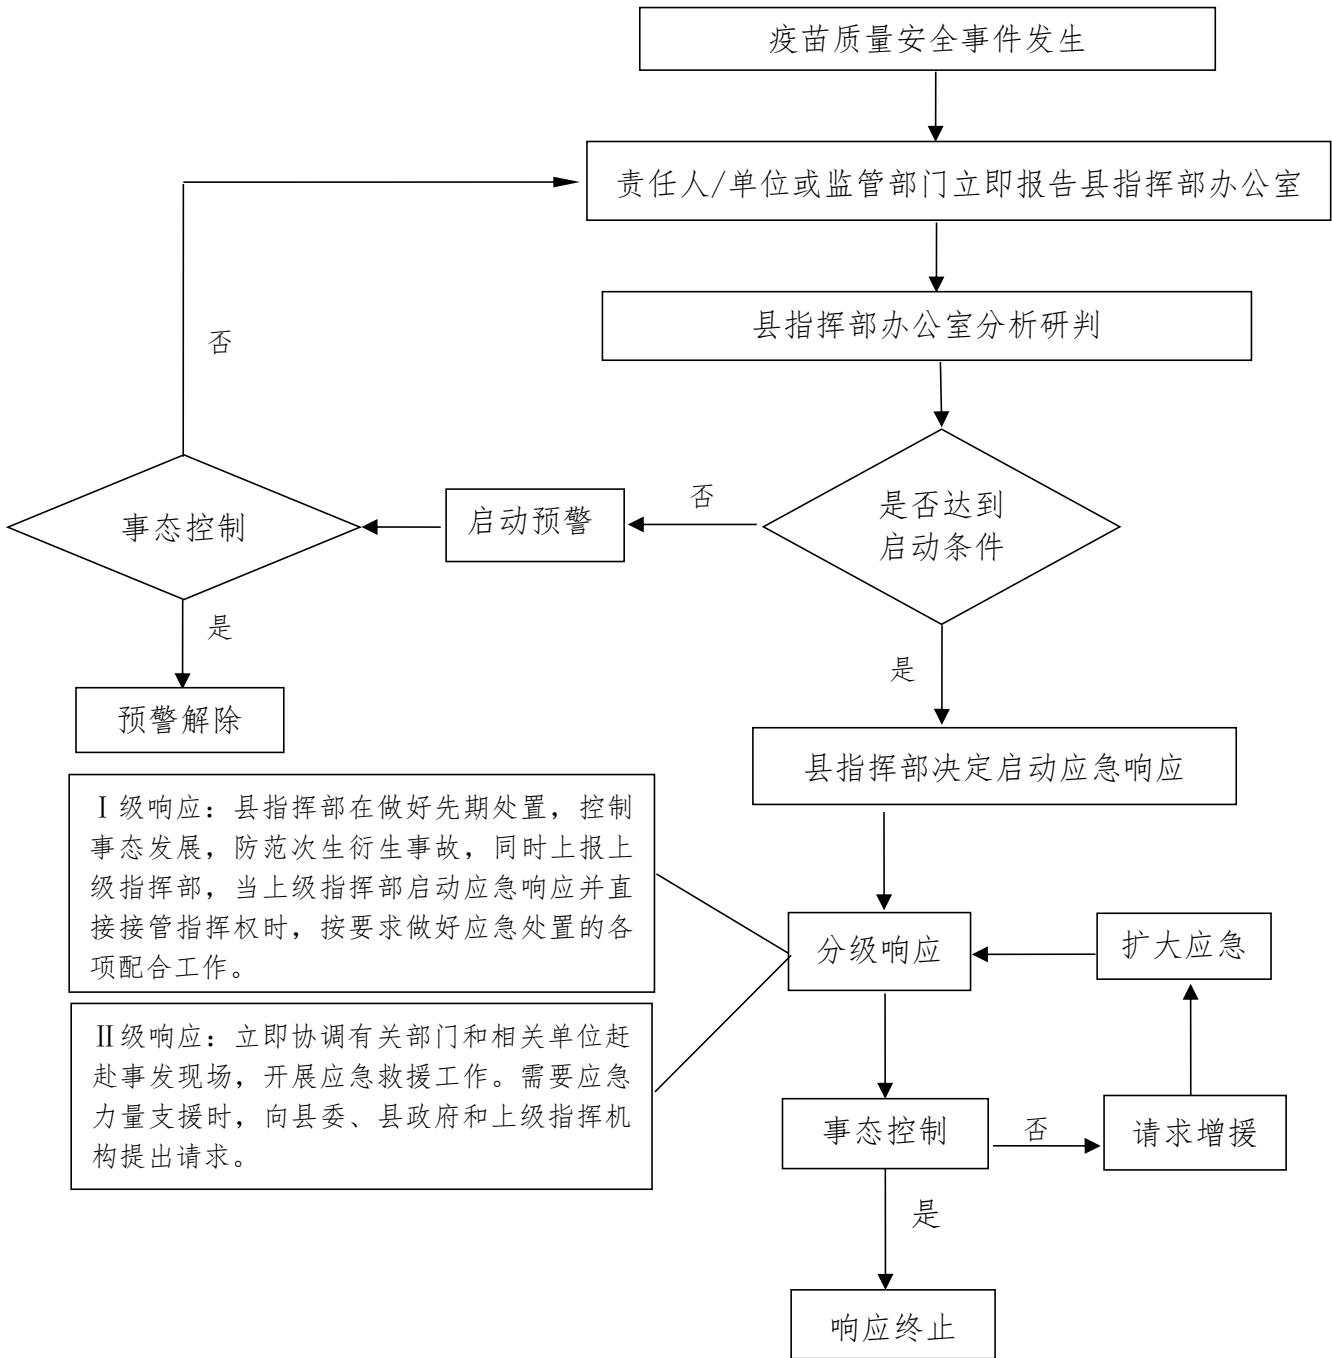 疫苗质量安全事件发生
责任人/单位或监管部门立即报告县指挥部办公室
县指挥部办公室分析研判
否
是否达到
启动条件
否
启动预警
事态控制
是
预警解除
是
县指挥部决定启动应急响应
Ⅰ级响应：县指挥部在做好先期处置，控制
事态发展，防范次生衍生事故，同时上报上
级指挥部，当上级指挥部启动应急响应并直
接接管指挥权时，按要求做好应急处置的各
项配合工作。
分级响应
扩大应急
Ⅱ级响应：立即协调有关部门和相关单位赶
赴事发现场，开展应急救援工作。需要应急
力量支援时，向县委、县政府和上级指挥机
构提出请求。
事态控制
否
请求增援
是
响应终止